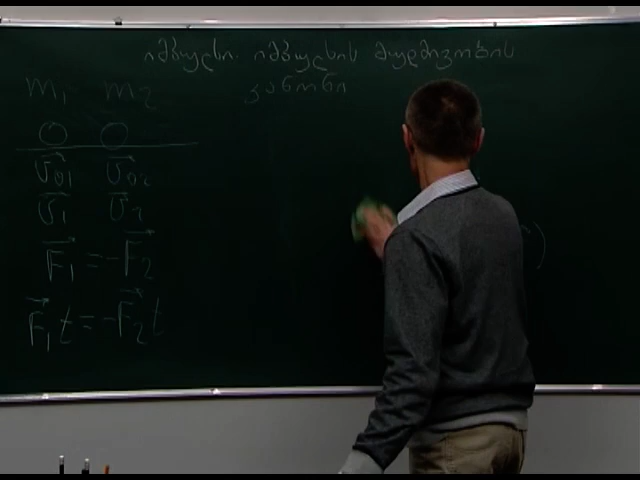 იმპულსი. იმპულსის მუდმივობის
კანონი
m₁ m₂
v⃗₀₁ v⃗₀₂
v⃗₁ v⃗₂
F⃗₁ = -F⃗₂
F⃗₁t = -F⃗₂t
)